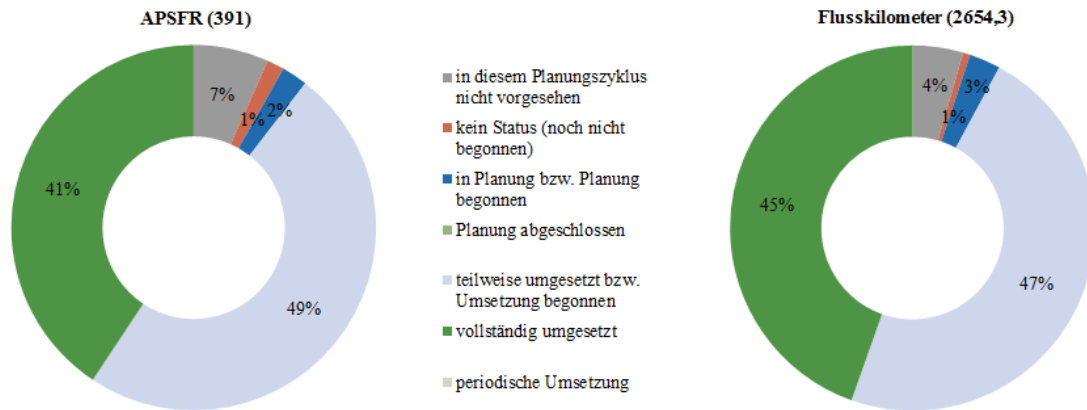 APSFR (391)
7%
1%
2%
49%
41%
in diesem Planungszyklus
nicht vorgesehen
kein Status (noch nicht
begonnen)
in Planung bzw. Planung
begonnen
Planung abgeschlossen
teilweise umgesetzt bzw.
Umsetzung begonnen
vollständig umgesetzt
periodische Umsetzung
Flusskilometer (2654,3)
4%
1%
3%
47%
45%